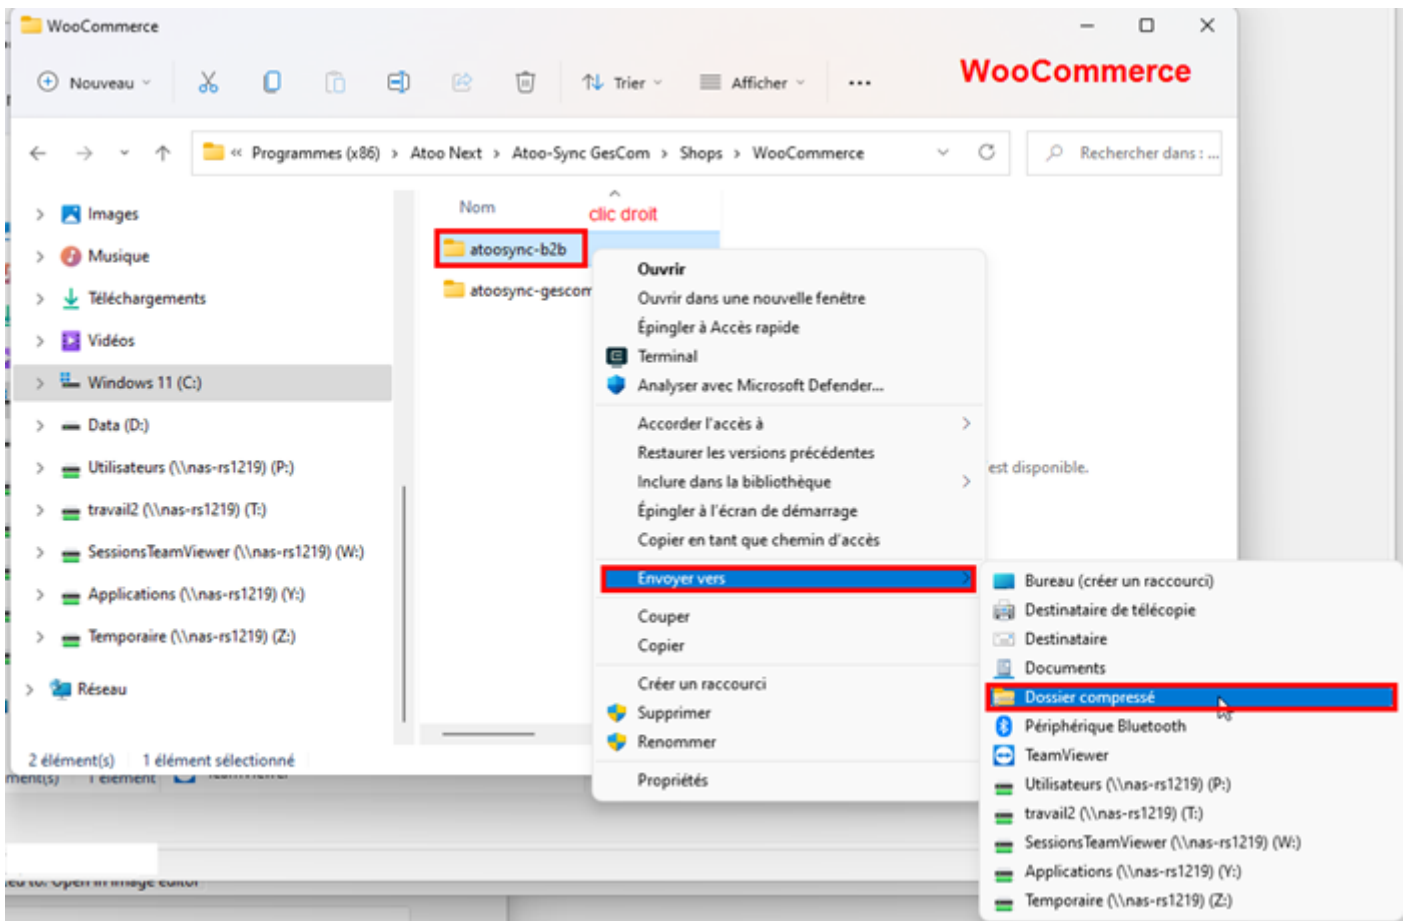 WooCommerce
Nouveau
Trier
Afficher
WooCommerce
« Programmes (x86) > Atoo Next > Atoo-Sync GesCom > Shops > WooCommerce
Rechercher dans : ...
Images
Musique
Téléchargements
Vidéos
Windows 11 (C:)
Data (D:)
Utilisateurs (\\nas-rs1219) (P:)
travail2 (\\nas-rs1219) (T:)
SessionsTeamViewer (\\nas-rs1219) (W:)
Applications (\\nas-rs1219) (Y:)
Temporaire (\\nas-rs1219) (Z:)
Réseau
Nom
clic droit
atoosync-b2b
atoosync-gescom
Ouvrir
Ouvrir dans une nouvelle fenêtre
Épingler à Accès rapide
Terminal
Analyser avec Microsoft Defender...
Accorder l'accès à
Restaurer les versions précédentes
Inclure dans la bibliothèque
Épingler à l'écran de démarrage
Copier en tant que chemin d'accès
Envoyer vers
Couper
Copier
Créer un raccourci
Supprimer
Renommer
Propriétés
est disponible.
Bureau (créer un raccourci)
Destinataire de télécopie
Destinataire
Documents
Dossier compressé
Périphérique Bluetooth
TeamViewer
Utilisateurs (\\nas-rs1219) (P:)
travail2 (\\nas-rs1219) (T:)
SessionsTeamViewer (\\nas-rs1219) (W:)
Applications (\\nas-rs1219) (Y:)
Temporaire (\\nas-rs1219) (Z:)
2 élément(s)
1 élément sélectionné